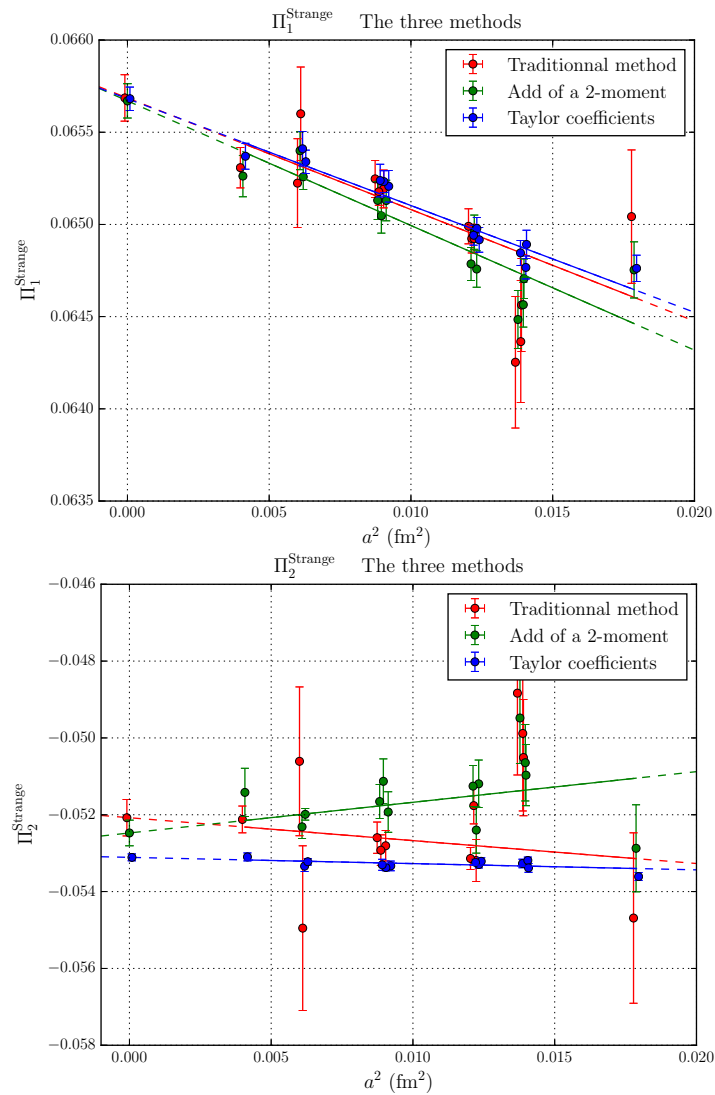 Π₁^Strange The three methods
0.0660
0.0655
0.0650
0.0645
0.0640
0.0635
Π₁^Strange
Traditionnal method
Add of a 2-moment
Taylor coefficients
0.000 0.005 0.010 0.015 0.020
a² (fm²)
Π₂^Strange The three methods
−0.046
−0.048
−0.050
−0.052
−0.054
−0.056
−0.058
Π₂^Strange
Traditionnal method
Add of a 2-moment
Taylor coefficients
0.000 0.005 0.010 0.015 0.020
a² (fm²)